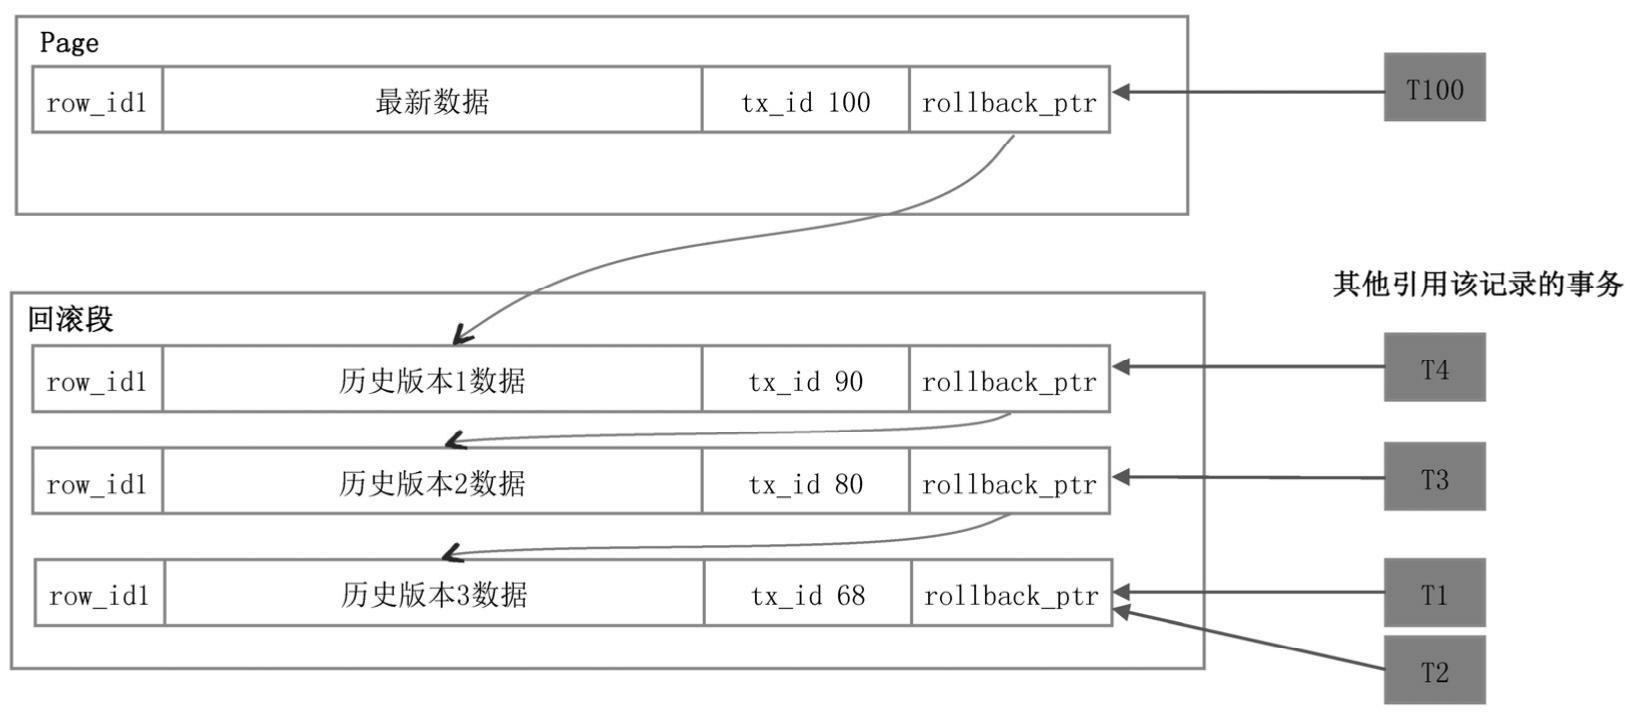 Page
row_id1 最新数据 tx_id 100 rollback_ptr T100
其他引用该记录的事务
回滚段
row_id1 历史版本1数据 tx_id 90 rollback_ptr T4
row_id1 历史版本2数据 tx_id 80 rollback_ptr T3
row_id1 历史版本3数据 tx_id 68 rollback_ptr T1
T2